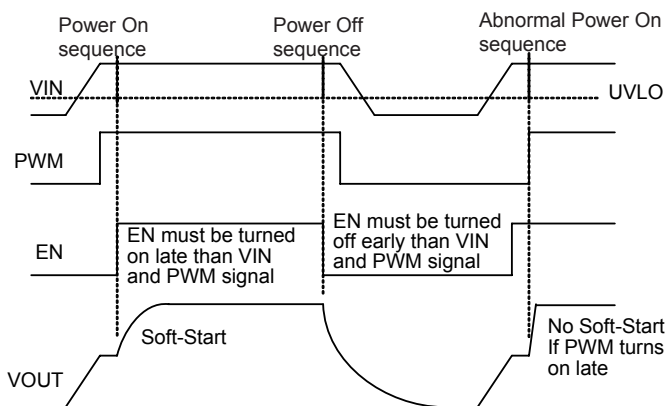 Power On
sequence
Power Off
sequence
Abnormal Power On
sequence
VIN
UVLO
PWM
EN
EN must be turned
on late than VIN
and PWM signal
EN must be turned
off early than VIN
and PWM signal
VOUT
Soft-Start
No Soft-Start
If PWM turns
on late